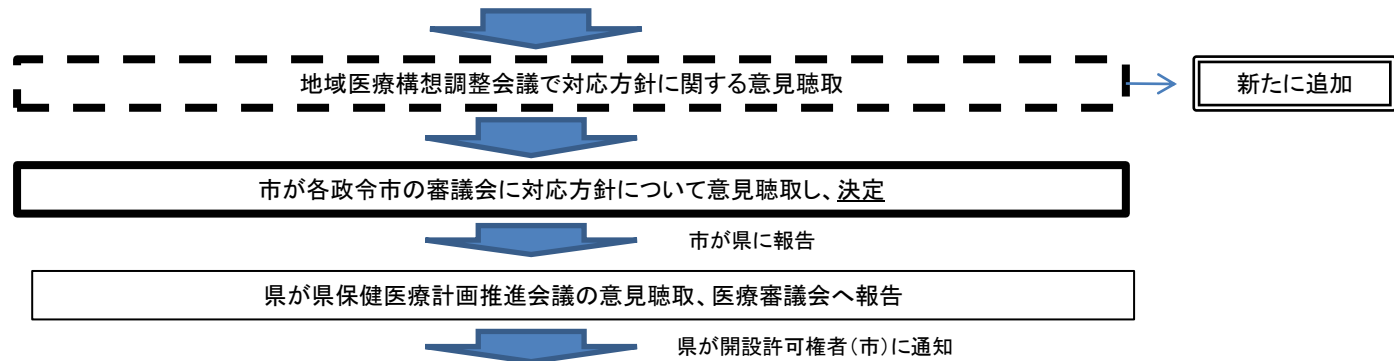 地域医療構想調整会議で対応方針に関する意見聴取
新たに追加
市が各政令市の審議会に対応方針について意見聴取し、決定
市が県に報告
県が県保健医療計画推進会議の意見聴取、医療審議会へ報告
県が開設許可権者（市）に通知